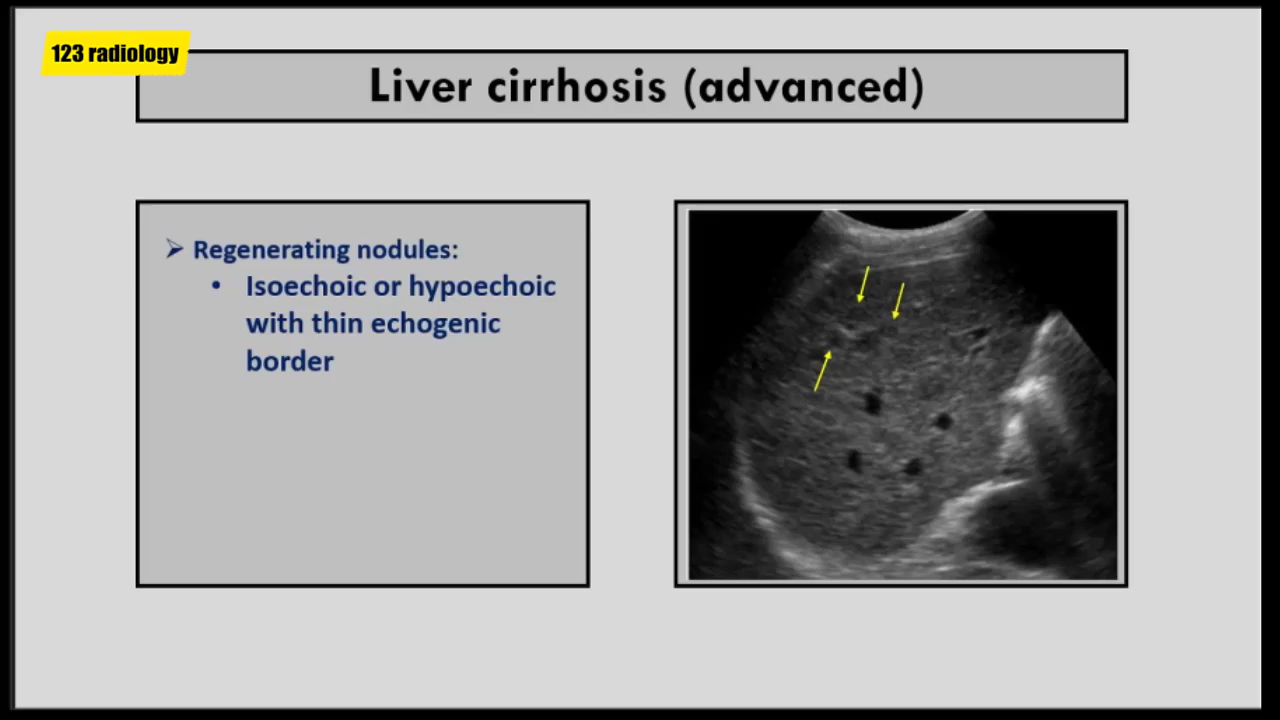 123 radiology
Liver cirrhosis (advanced)
➢ Regenerating nodules:
• Isoechoic or hypoechoic
with thin echogenic
border